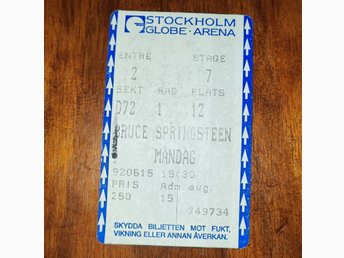 STOCKHOLM
GLOBE·ARENA
ENTRE ETAGE
2 7
SEKT RAD PLATS
D72 1 12
BRUCE SPRINGSTEEN
MÅNDAG
920615 19:30
PRIS Adm avg.
250 15
749734
SKYDDA BILJETTEN MOT FUKT,
VIKNING ELLER ANNAN ÅVERKAN.